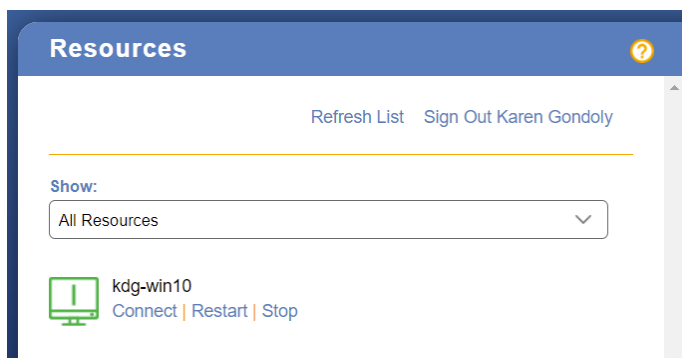 Resources
?
Refresh List Sign Out Karen Gondoly
Show:
All Resources
kdg-win10
Connect | Restart | Stop